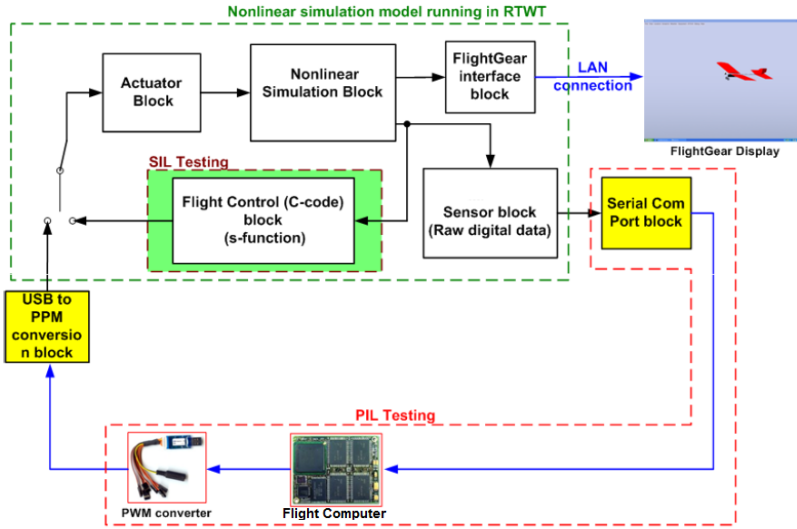 Nonlinear simulation model running in RTWT
Actuator
Block
Nonlinear
Simulation Block
FlightGear
interface
block
LAN
connection
FlightGear Display
SIL Testing
Flight Control (C-code)
block
(s-function)
Sensor block
(Raw digital data)
Serial Com
Port block
USB to
PPM
conversio
n block
PIL Testing
PWM converter
Flight Computer